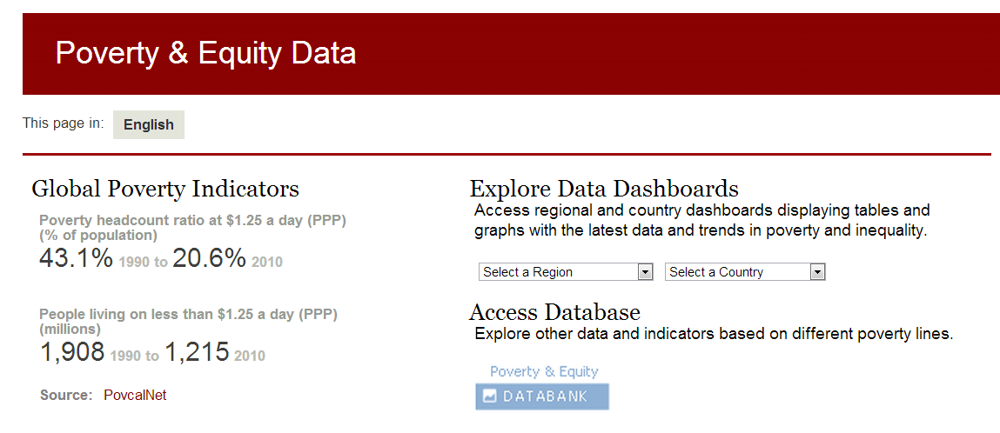 Poverty & Equity Data
This page in: English
Global Poverty Indicators
Poverty headcount ratio at $1.25 a day (PPP)
(% of population)
43.1% 1990 to 20.6% 2010
People living on less than $1.25 a day (PPP)
(millions)
1,908 1990 to 1,215 2010
Source: PovcalNet
Explore Data Dashboards
Access regional and country dashboards displaying tables and
graphs with the latest data and trends in poverty and inequality.
Select a Region Select a Country
Access Database
Explore other data and indicators based on different poverty lines.
Poverty & Equity
DATABANK